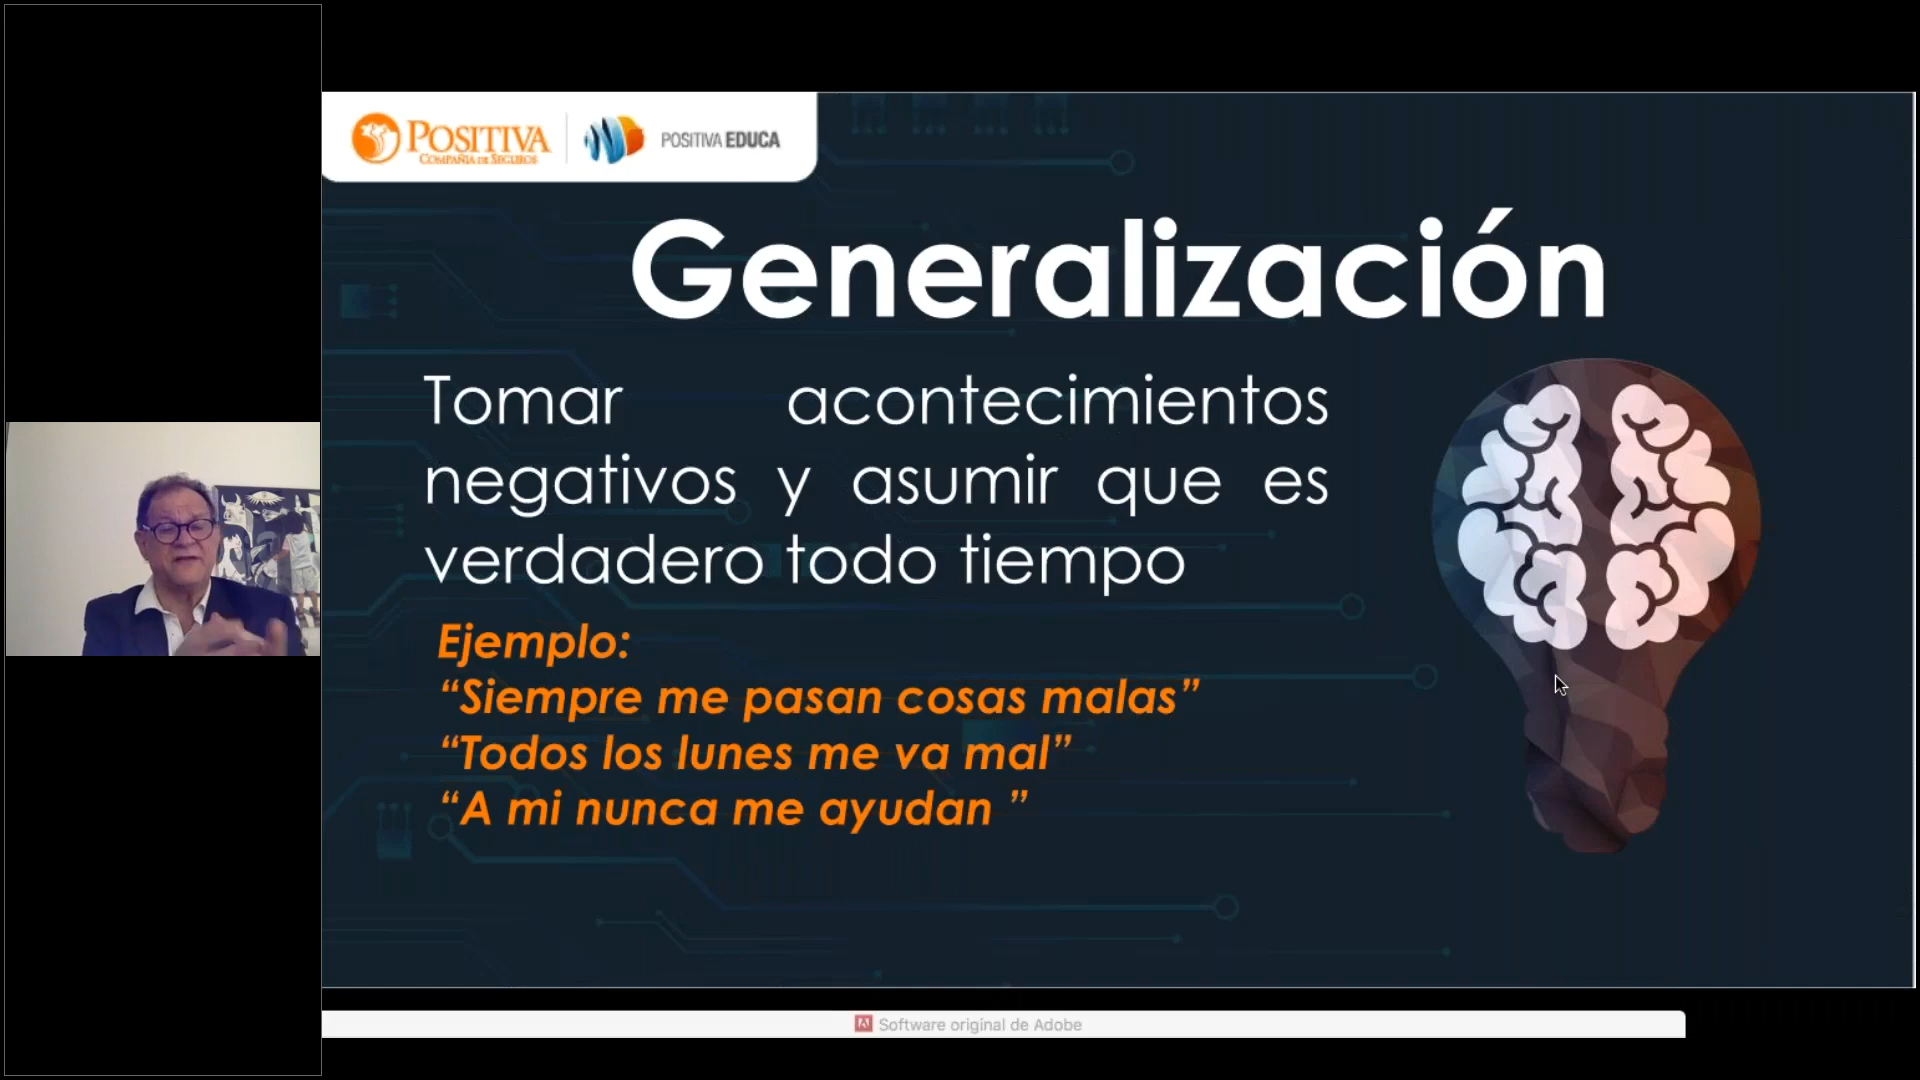 POSITIVA
COMPAÑÍA DE SEGUROS
POSITIVA EDUCA
Generalización
Tomar acontecimientos
negativos y asumir que es
verdadero todo tiempo
Ejemplo:
“Siempre me pasan cosas malas”
“Todos los lunes me va mal”
“A mi nunca me ayudan ”
Software original de Adobe